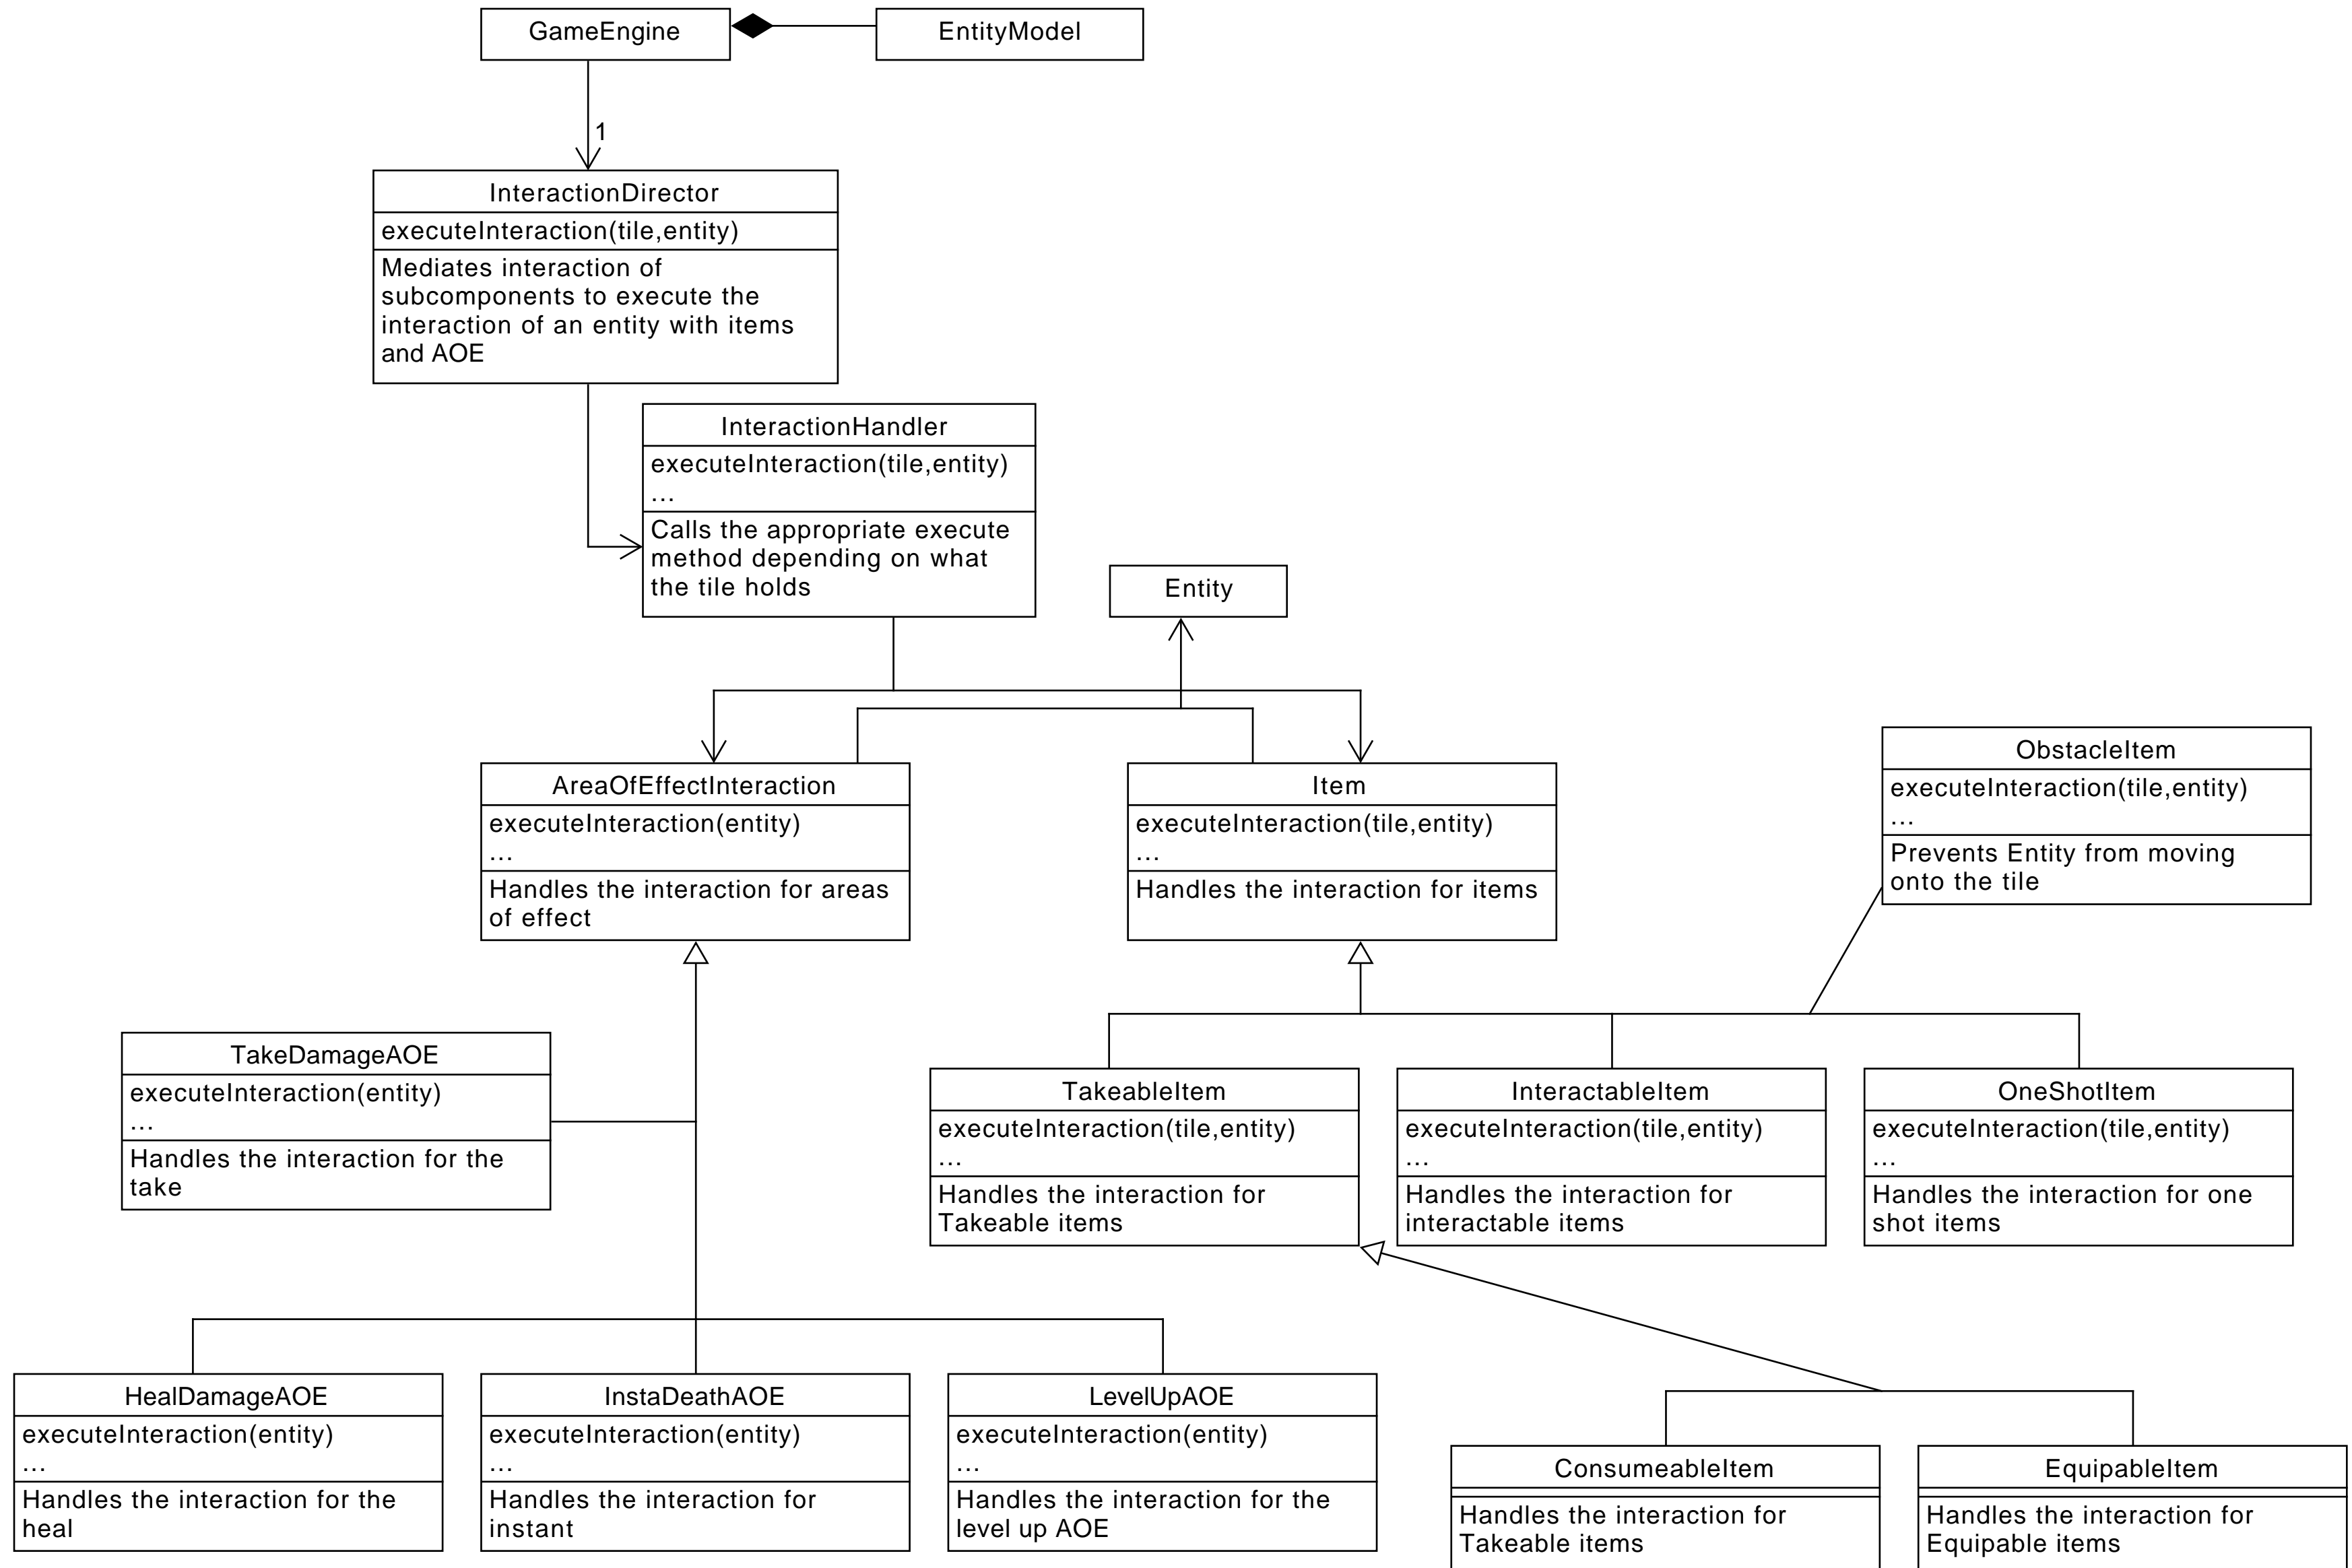 GameEngine
EntityModel
1
InteractionDirector
executeInteraction(tile,entity)
Mediates interaction of
subcomponents to execute the
interaction of an entity with items
and AOE
InteractionHandler
executeInteraction(tile,entity)
...
Calls the appropriate execute
method depending on what
the tile holds
Entity
AreaOfEffectInteraction
executeInteraction(entity)
...
Handles the interaction for areas
of effect
Item
executeInteraction(tile,entity)
...
Handles the interaction for items
ObstacleItem
executeInteraction(tile,entity)
...
Prevents Entity from moving
onto the tile
TakeDamageAOE
executeInteraction(entity)
...
Handles the interaction for the
take
TakeableItem
executeInteraction(tile,entity)
...
Handles the interaction for
Takeable items
InteractableItem
executeInteraction(tile,entity)
...
Handles the interaction for
interactable items
OneShotItem
executeInteraction(tile,entity)
...
Handles the interaction for one
shot items
HealDamageAOE
executeInteraction(entity)
...
Handles the interaction for the
heal
InstaDeathAOE
executeInteraction(entity)
...
Handles the interaction for
instant
LevelUpAOE
executeInteraction(entity)
...
Handles the interaction for the
level up AOE
ConsumeableItem
Handles the interaction for
Takeable items
EquipableItem
Handles the interaction for
Equipable items